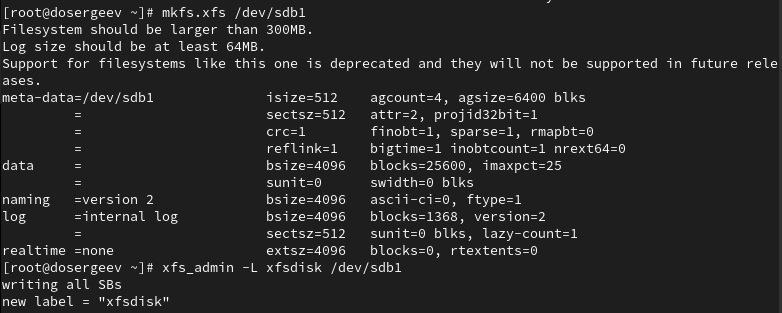 [root@dosergeev ~]# mkfs.xfs /dev/sdb1
Filesystem should be larger than 300MB.
Log size should be at least 64MB.
Support for filesystems like this one is deprecated and they will not be supported in future rele
ases.
meta-data=/dev/sdb1              isize=512    agcount=4, agsize=6400 blks
         =                       sectsz=512   attr=2, projid32bit=1
         =                       crc=1        finobt=1, sparse=1, rmapbt=0
         =                       reflink=1    bigtime=1 inobtcount=1 nrext64=0
data     =                       bsize=4096   blocks=25600, imaxpct=25
         =                       sunit=0      swidth=0 blks
naming   =version 2              bsize=4096   ascii-ci=0, ftype=1
log      =internal log           bsize=4096   blocks=1368, version=2
         =                       sectsz=512   sunit=0 blks, lazy-count=1
realtime =none                   extsz=4096   blocks=0, rtextents=0
[root@dosergeev ~]# xfs_admin -L xfsdisk /dev/sdb1
writing all SBs
new label = "xfsdisk"